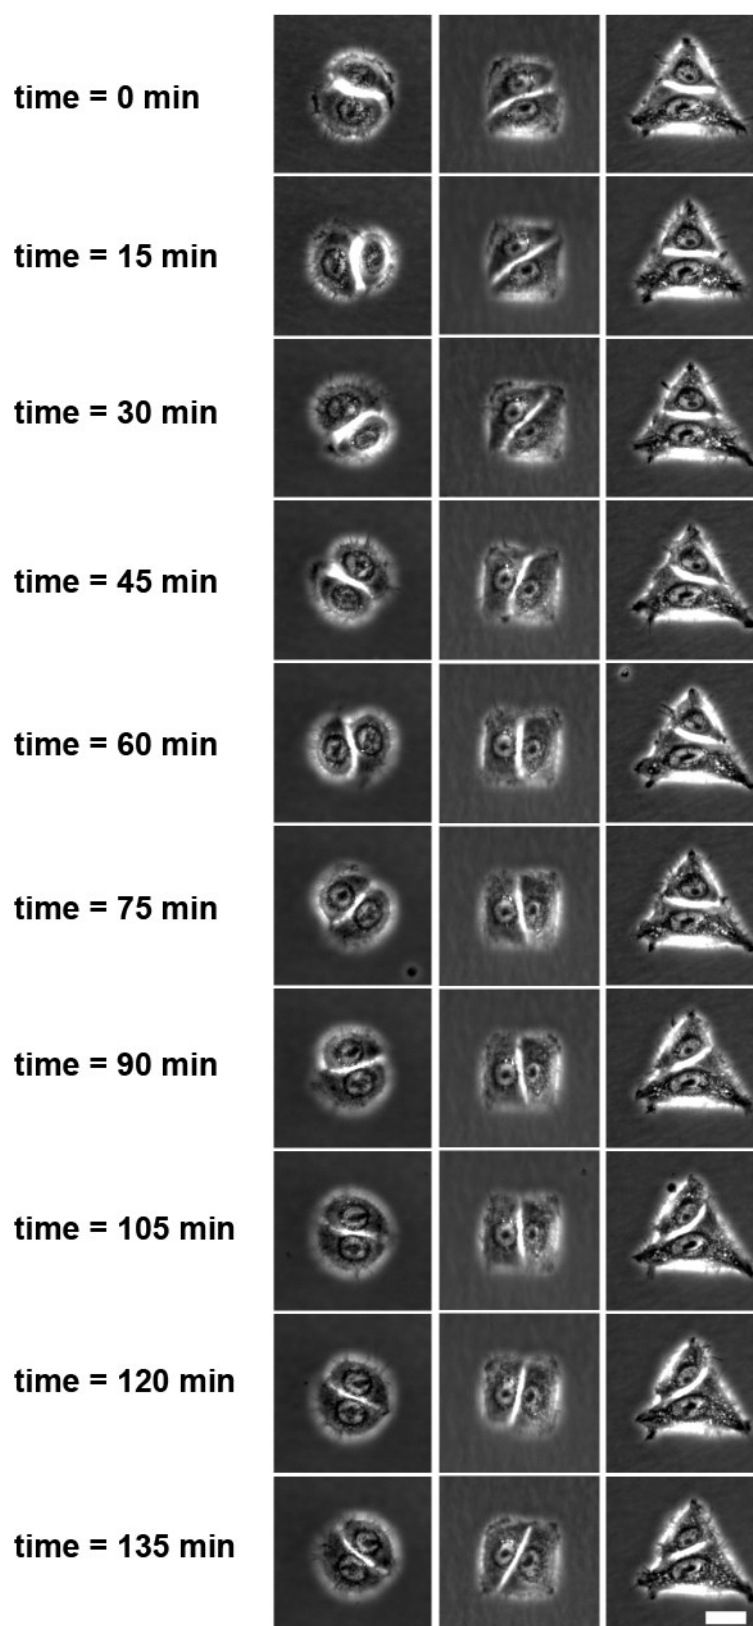 time = 0 min
time = 15 min
time = 30 min
time = 45 min
time = 60 min
time = 75 min
time = 90 min
time = 105 min
time = 120 min
time = 135 min